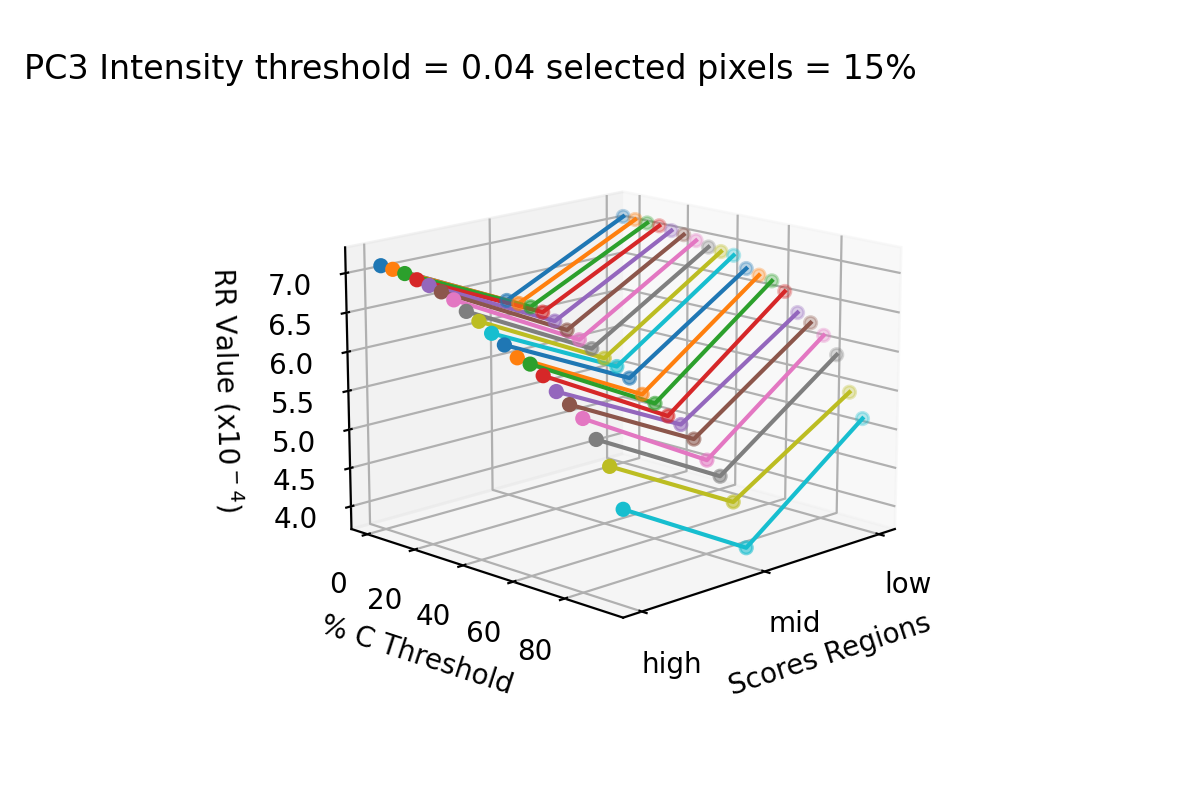 PC3 Intensity threshold = 0.04 selected pixels = 15%
RR Value (x10⁻⁴)
7.0
6.5
6.0
5.5
5.0
4.5
4.0
0
20
40
60
80
% C Threshold
high
mid
low
Scores Regions